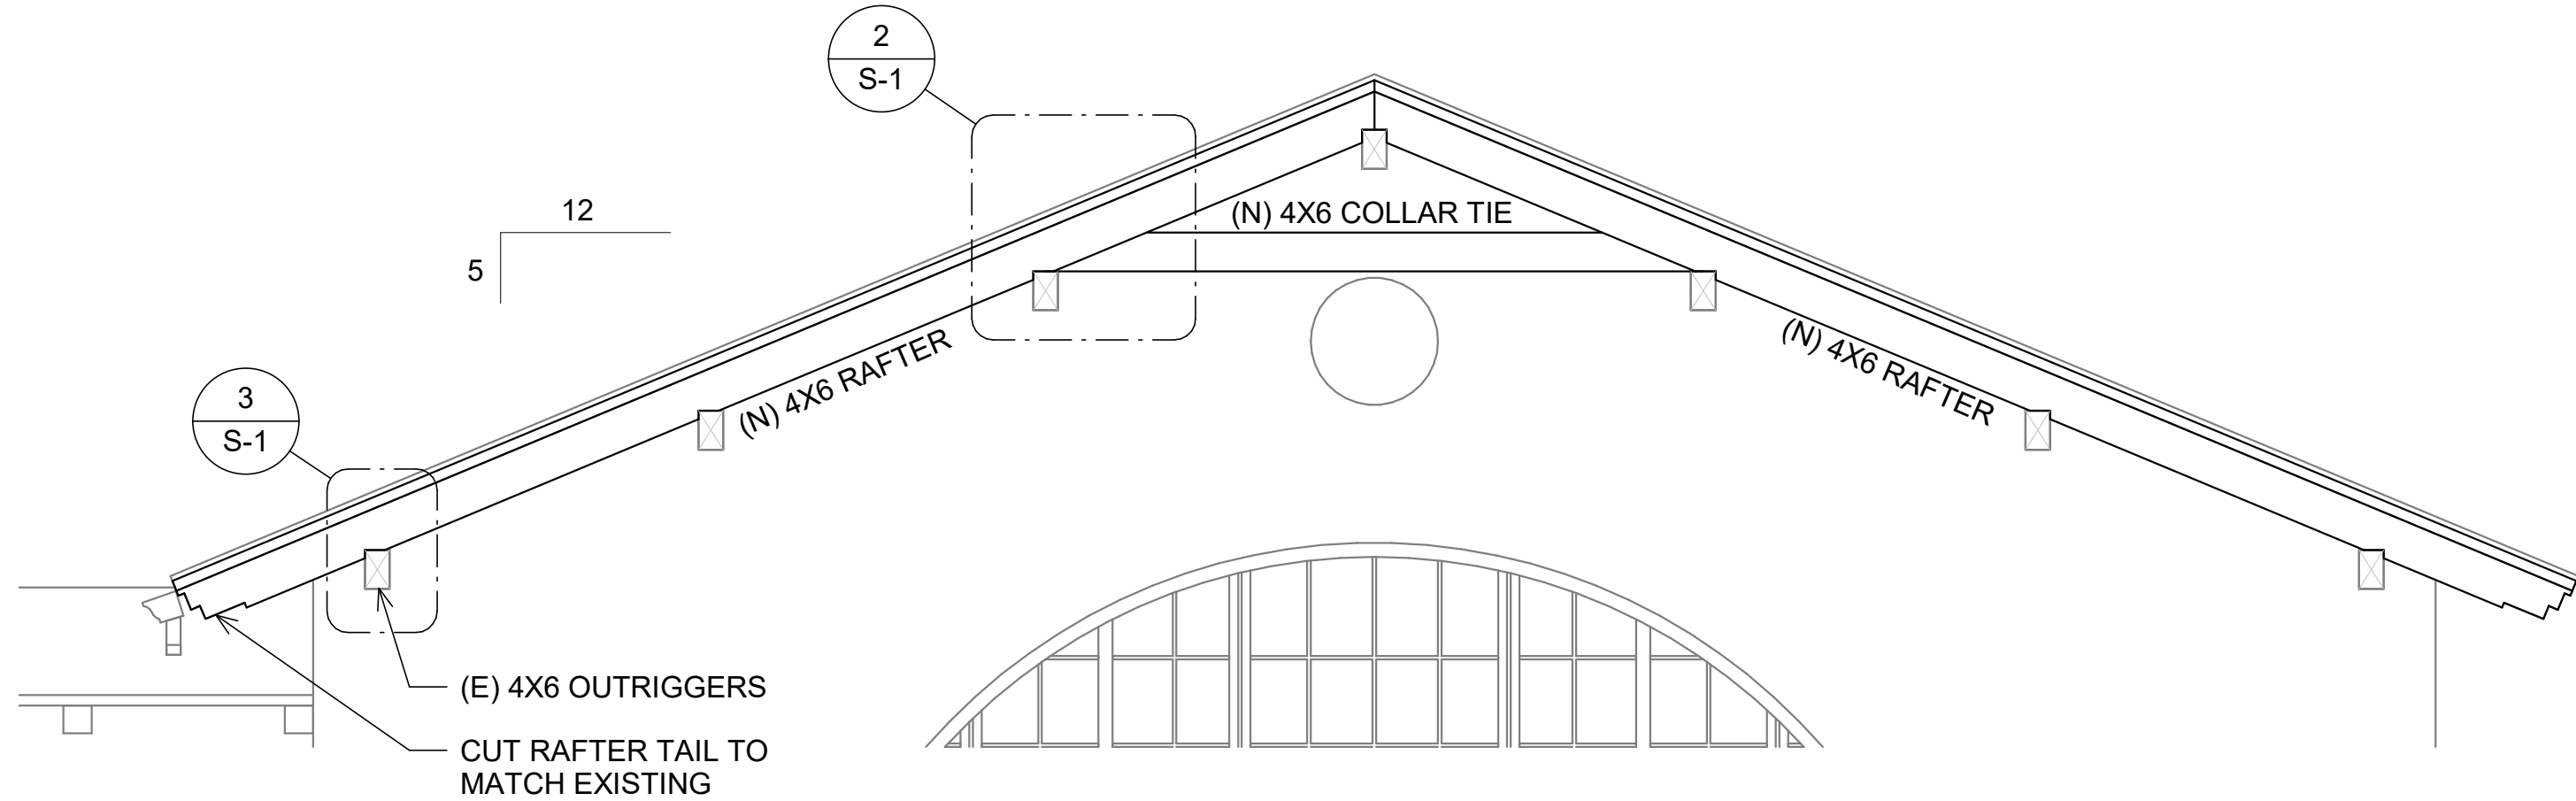 2
S-1
12
5
(N) 4X6 COLLAR TIE
(N) 4X6 RAFTER
(N) 4X6 RAFTER
3
S-1
(E) 4X6 OUTRIGGERS
CUT RAFTER TAIL TO
MATCH EXISTING